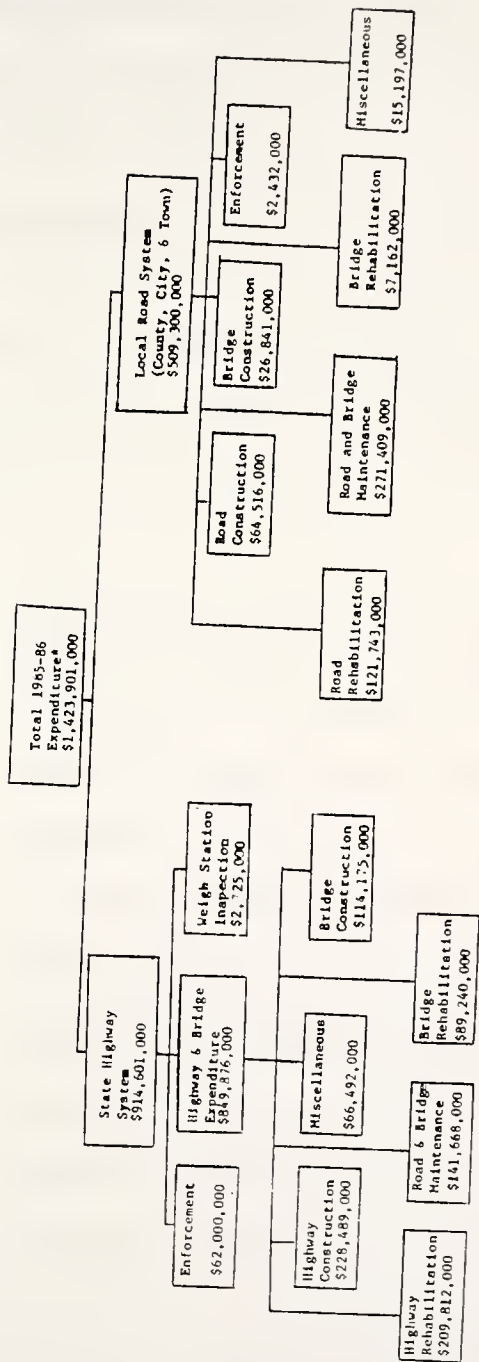 Total 1985-86
Expenditure*
$1,423,901,000
State Highway
System
$914,601,000
Local Road System
(County, City, 6 Town)
$509,300,000
Enforcement
$62,000,000
Highway 6 Bridge
Expenditure
$849,876,000
Weigh Station
Inspection
$2,725,000
Highway
Rehabilitation
$209,812,000
Highway
Construction
$228,489,000
Road 6 Bridge
Maintenance
$141,668,000
Miscellaneous
$66,492,000
Bridge
Rehabilitation
$89,240,000
Bridge
Construction
$114,175,000
Road
Rehabilitation
$121,743,000
Road
Construction
$64,516,000
Road and Bridge
Maintenance
$271,409,000
Bridge
Construction
$26,841,000
Bridge
Rehabilitation
$7,162,000
Enforcement
$2,432,000
Miscellaneous
$15,197,000